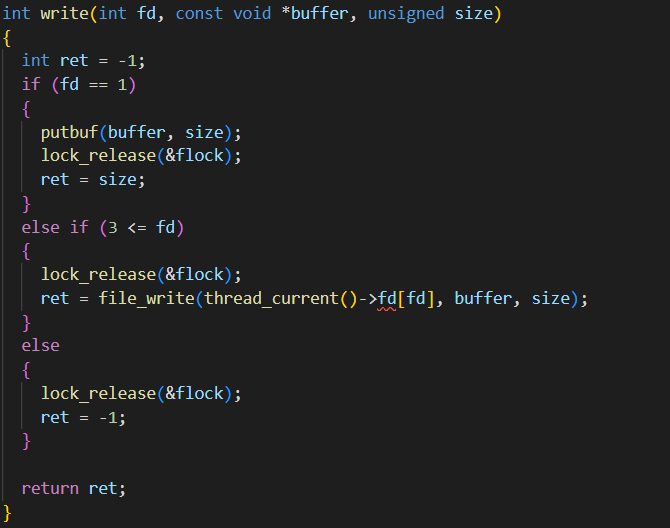 int write(int fd, const void *buffer, unsigned size)
{
  int ret = -1;
  if (fd == 1)
  {
    putbuf(buffer, size);
    lock_release(&flock);
    ret = size;
  }
  else if (3 <= fd)
  {
    lock_release(&flock);
    ret = file_write(thread_current()->fd[fd], buffer, size);
  }
  else
  {
    lock_release(&flock);
    ret = -1;
  }

  return ret;
}